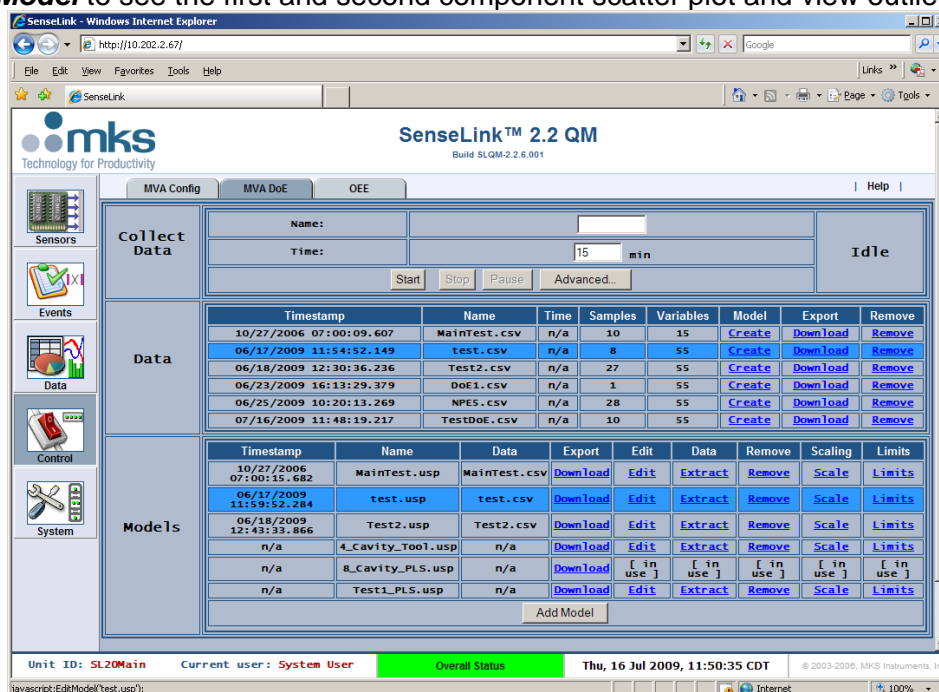 Model to see the first and second component scatter plot and view outlie
SenseLink - Windows Internet Explorer
http://10.202.2.67/
Google
File Edit View Favorites Tools Help
Links »
SenseLink
Page Tools
mks
Technology for Productivity
SenseLink™ 2.2 QM
Build SLQM-2.2.6.001
MVA Config MVA DoE OEE
| Help |
Sensors
Events
Data
Control
System
Collect Data
Name:
Time: 15 min
Start Stop Pause Advanced...
Idle
Data
Timestamp Name Time Samples Variables Model Export Remove
10/27/2006 07:00:09.607 MainTest.csv n/a 10 15 Create Download Remove
06/17/2009 11:54:52.149 test.csv n/a 8 55 Create Download Remove
06/18/2009 12:30:36.236 Test2.csv n/a 27 55 Create Download Remove
06/23/2009 16:13:29.379 DoE1.csv n/a 1 55 Create Download Remove
06/25/2009 10:20:13.269 NPE5.csv n/a 28 55 Create Download Remove
07/16/2009 11:48:19.217 TestDoE.csv n/a 10 55 Create Download Remove
Models
Timestamp Name Data Export Edit Data Remove Scaling Limits
10/27/2006 07:00:15.682 MainTest.usp MainTest.csv Download Edit Extract Remove Scale Limits
06/17/2009 11:59:52.284 test.usp test.csv Download Edit Extract Remove Scale Limits
06/18/2009 12:43:33.866 Test2.usp Test2.csv Download Edit Extract Remove Scale Limits
n/a 4_Cavity_Tool.usp n/a Download Edit Extract Remove Scale Limits
n/a 8_Cavity_PLS.usp n/a Download [ in use ] [ in use ] [ in use ] [ in use ] [ in use ]
n/a Test1_PLS.usp n/a Download Edit Extract Remove Scale Limits
Add Model
Unit ID: SL20Main Current user: System User Overall Status Thu, 16 Jul 2009, 11:50:35 CDT © 2003-2006, MKS Instruments, In
javascript:EditModel('test.usp'); Internet 100%